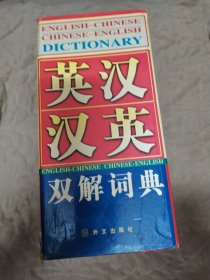 ENGLISH-CHINESE
CHINESE-ENGLISH
DICTIONARY
英汉
汉英
ENGLISH-CHINESE CHINESE-ENGLISH
双解词典
外文出版社